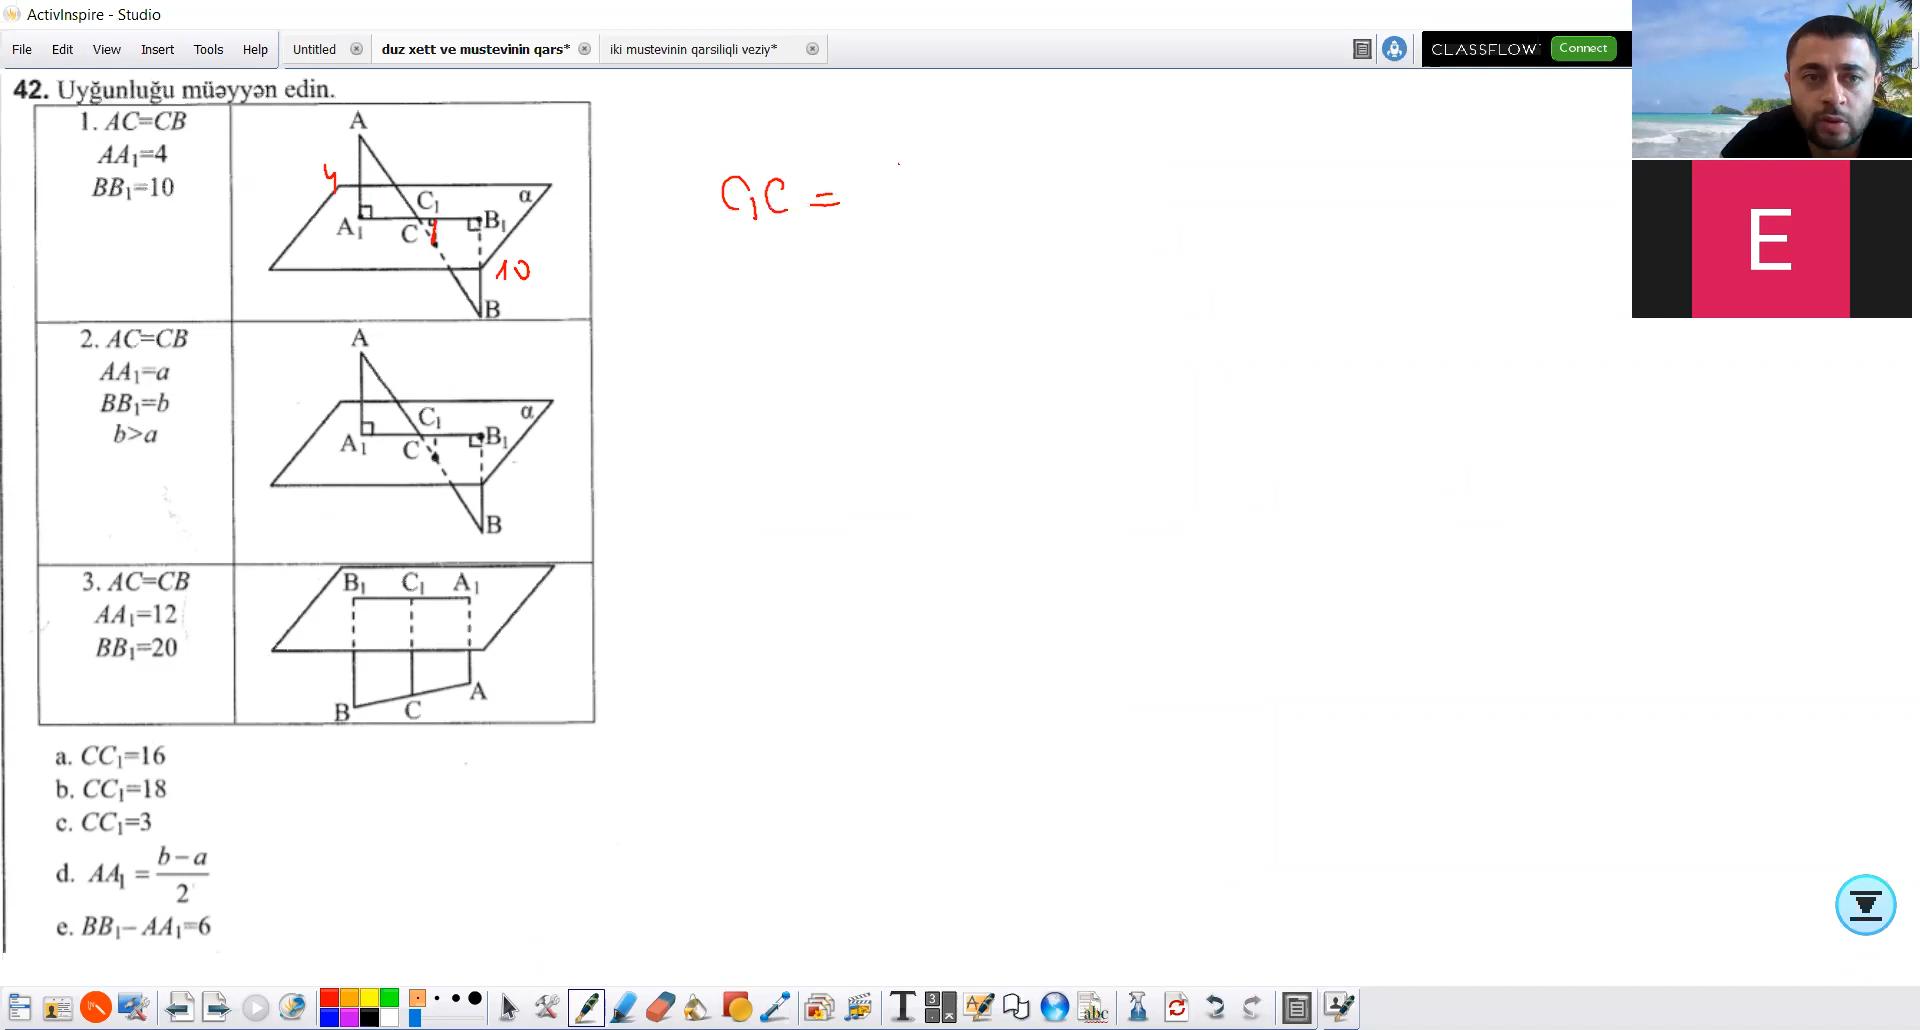 ActivInspire - Studio
File Edit View Insert Tools Help
Untitled
duz xett ve mustevinin qars*
iki mustevinin qarsiliqli veziy*
CLASSFLOW
Connect
42. Uyğunluğu müəyyən edin.
1. AC=CB
AA₁=4
BB₁=10
A
4
C₁
α
A₁
C
B₁
10
B
C₁C =
E
2. AC=CB
AA₁=a
BB₁=b
b>a
A
C₁
α
A₁
C
B₁
B
3. AC=CB
AA₁=12
BB₁=20
B₁ C₁ A₁
A
B
C
a. CC₁=16
b. CC₁=18
c. CC₁=3
d. AA₁ = b−a / 2
e. BB₁− AA₁=6
T
3
abc